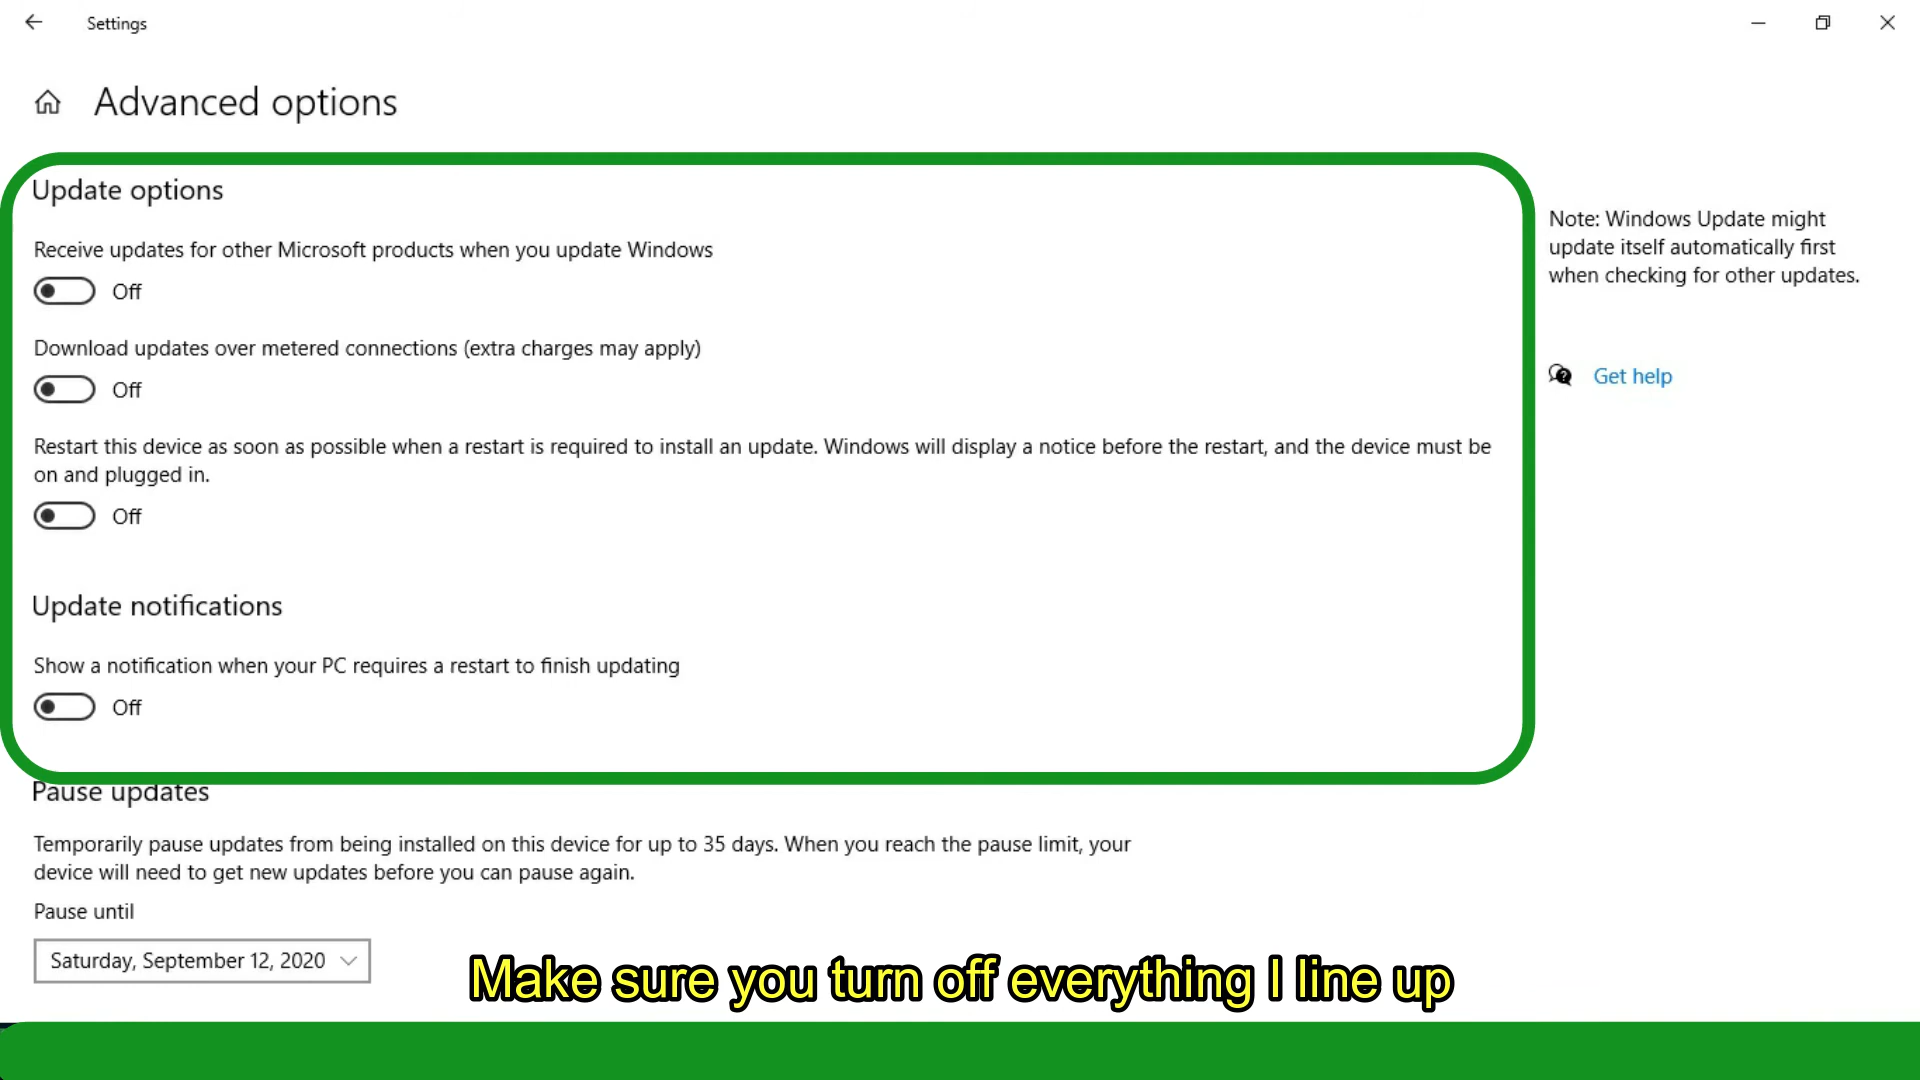 Settings
Advanced options
Update options
Receive updates for other Microsoft products when you update Windows
Off
Download updates over metered connections (extra charges may apply)
Off
Restart this device as soon as possible when a restart is required to install an update. Windows will display a notice before the restart, and the device must be
on and plugged in.
Off
Update notifications
Show a notification when your PC requires a restart to finish updating
Off
Pause updates
Temporarily pause updates from being installed on this device for up to 35 days. When you reach the pause limit, your
device will need to get new updates before you can pause again.
Pause until
Saturday, September 12, 2020
Note: Windows Update might
update itself automatically first
when checking for other updates.
Get help
Make sure you turn off everything I line up